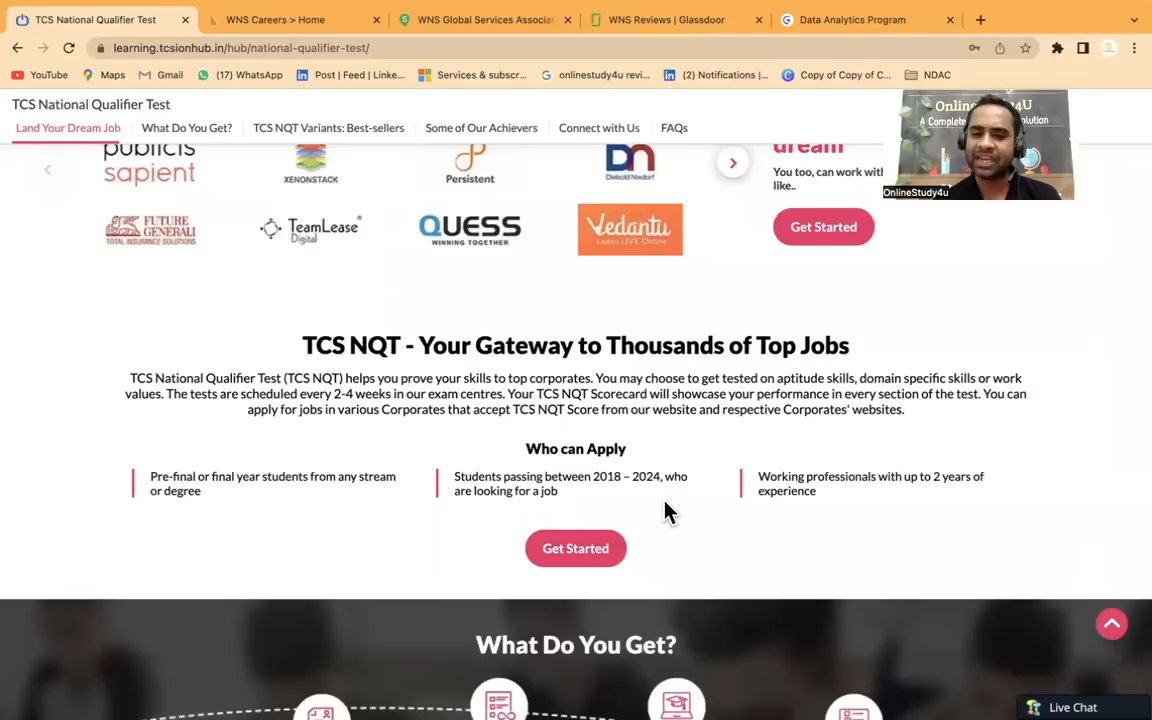 TCS National Qualifier Test
WNS Careers > Home
WNS Global Services Associat
WNS Reviews | Glassdoor
Data Analytics Program
learning.tcsionhub.in/hub/national-qualifier-test/
YouTube
Maps
Gmail
(17) WhatsApp
Post | Feed | Linke...
Services & subscr...
onlinestudy4u revi...
(2) Notifications |...
Copy of Copy of C...
NDAC
TCS National Qualifier Test
Land Your Dream Job
What Do You Get?
TCS NQT Variants: Best-sellers
Some of Our Achievers
Connect with Us
FAQs
A Complete
OnlineStudy4u
publicis
sapient
XENONSTACK
Persistent
DN
Diebold Nixdorf
dream
You too, can work with
like..
Get Started
FUTURE
GENERALI
TOTAL INSURANCE SOLUTIONS
TeamLease
Digital
QUESS
WINNING TOGETHER
Vedantu
Learn LIVE Online
TCS NQT - Your Gateway to Thousands of Top Jobs
TCS National Qualifier Test (TCS NQT) helps you prove your skills to top corporates. You may choose to get tested on aptitude skills, domain specific skills or work
values. The tests are scheduled every 2-4 weeks in our exam centres. Your TCS NQT Scorecard will showcase your performance in every section of the test. You can
apply for jobs in various Corporates that accept TCS NQT Score from our website and respective Corporates' websites.
Who can Apply
Pre-final or final year students from any stream
or degree
Students passing between 2018 – 2024, who
are looking for a job
Working professionals with up to 2 years of
experience
Get Started
What Do You Get?
Live Chat